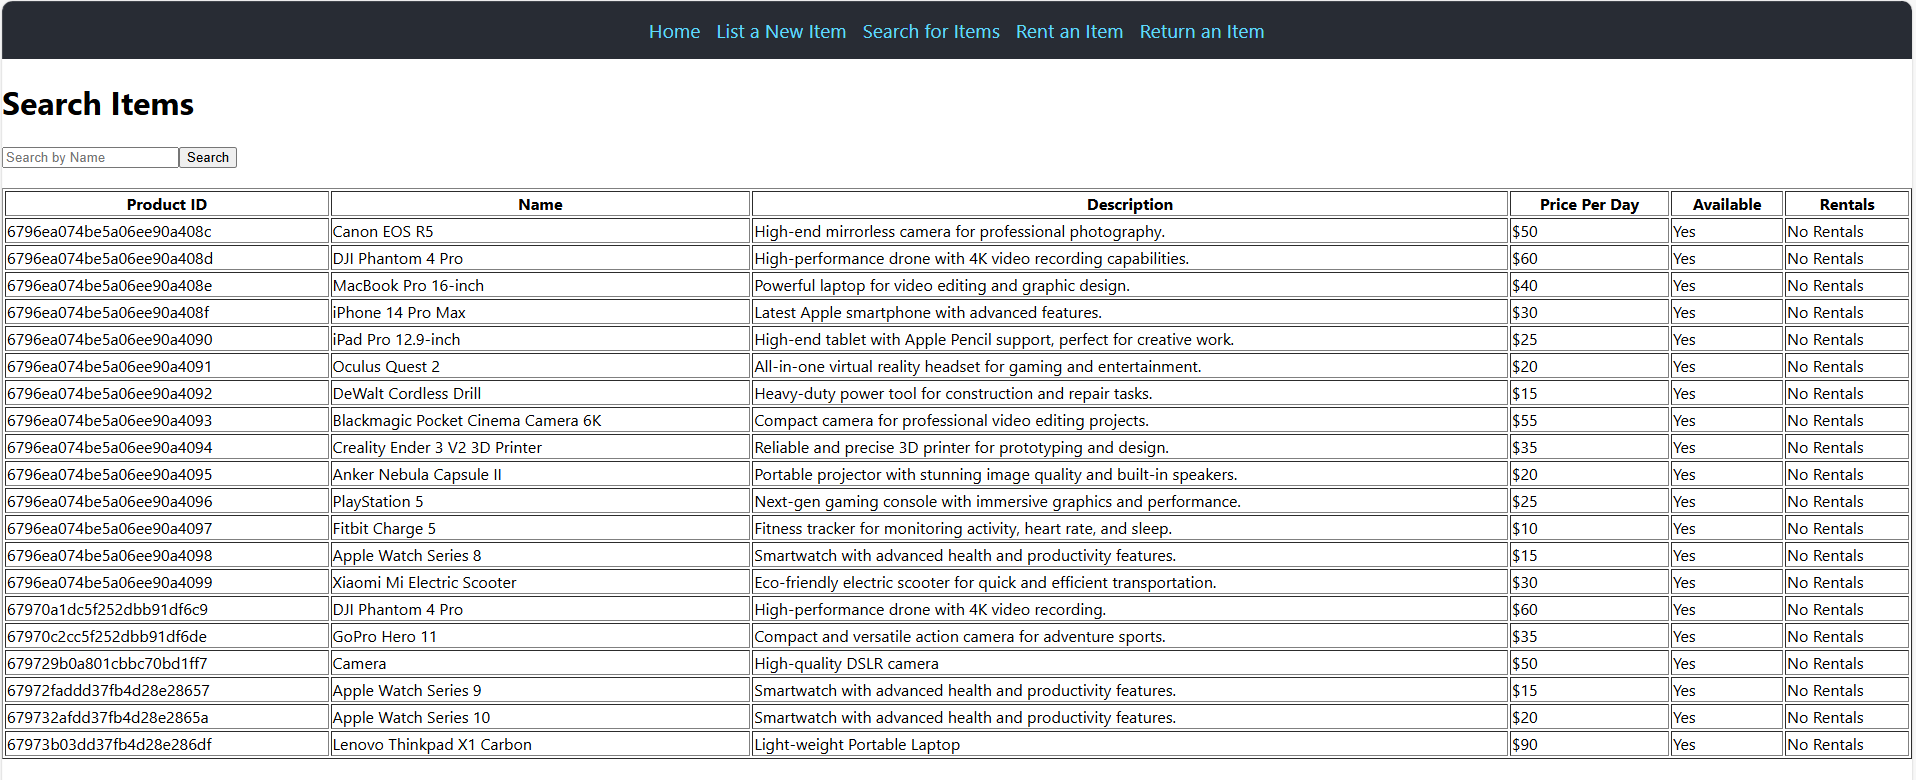 Home List a New Item Search for Items Rent an Item Return an Item
Search Items
Search by Name Search
Product ID Name Description Price Per Day Available Rentals
6796ea074be5a06ee90a408c Canon EOS R5 High-end mirrorless camera for professional photography. $50 Yes No Rentals
6796ea074be5a06ee90a408d DJI Phantom 4 Pro High-performance drone with 4K video recording capabilities. $60 Yes No Rentals
6796ea074be5a06ee90a408e MacBook Pro 16-inch Powerful laptop for video editing and graphic design. $40 Yes No Rentals
6796ea074be5a06ee90a408f iPhone 14 Pro Max Latest Apple smartphone with advanced features. $30 Yes No Rentals
6796ea074be5a06ee90a4090 iPad Pro 12.9-inch High-end tablet with Apple Pencil support, perfect for creative work. $25 Yes No Rentals
6796ea074be5a06ee90a4091 Oculus Quest 2 All-in-one virtual reality headset for gaming and entertainment. $20 Yes No Rentals
6796ea074be5a06ee90a4092 DeWalt Cordless Drill Heavy-duty power tool for construction and repair tasks. $15 Yes No Rentals
6796ea074be5a06ee90a4093 Blackmagic Pocket Cinema Camera 6K Compact camera for professional video editing projects. $55 Yes No Rentals
6796ea074be5a06ee90a4094 Creality Ender 3 V2 3D Printer Reliable and precise 3D printer for prototyping and design. $35 Yes No Rentals
6796ea074be5a06ee90a4095 Anker Nebula Capsule II Portable projector with stunning image quality and built-in speakers. $20 Yes No Rentals
6796ea074be5a06ee90a4096 PlayStation 5 Next-gen gaming console with immersive graphics and performance. $25 Yes No Rentals
6796ea074be5a06ee90a4097 Fitbit Charge 5 Fitness tracker for monitoring activity, heart rate, and sleep. $10 Yes No Rentals
6796ea074be5a06ee90a4098 Apple Watch Series 8 Smartwatch with advanced health and productivity features. $15 Yes No Rentals
6796ea074be5a06ee90a4099 Xiaomi Mi Electric Scooter Eco-friendly electric scooter for quick and efficient transportation. $30 Yes No Rentals
67970a1dc5f252dbb91df6c9 DJI Phantom 4 Pro High-performance drone with 4K video recording. $60 Yes No Rentals
67970c2cc5f252dbb91df6de GoPro Hero 11 Compact and versatile action camera for adventure sports. $35 Yes No Rentals
679729b0a801cbbc70bd1ff7 Camera High-quality DSLR camera $50 Yes No Rentals
67972faddd37fb4d28e28657 Apple Watch Series 9 Smartwatch with advanced health and productivity features. $15 Yes No Rentals
679732afdd37fb4d28e2865a Apple Watch Series 10 Smartwatch with advanced health and productivity features. $20 Yes No Rentals
67973b03dd37fb4d28e286df Lenovo Thinkpad X1 Carbon Light-weight Portable Laptop $90 Yes No Rentals